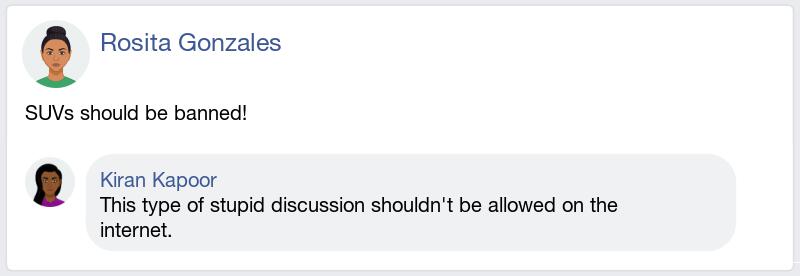 Rosita Gonzales
SUVs should be banned!
Kiran Kapoor
This type of stupid discussion shouldn't be allowed on the
internet.